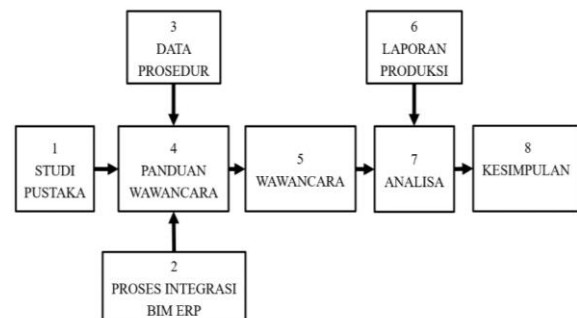 3
DATA
PROSEDUR
6
LAPORAN
PRODUKSI
1
STUDI
PUSTAKA
4
PANDUAN
WAWANCARA
5
WAWANCARA
7
ANALISA
8
KESIMPULAN
2
PROSES INTEGRASI
BIM ERP